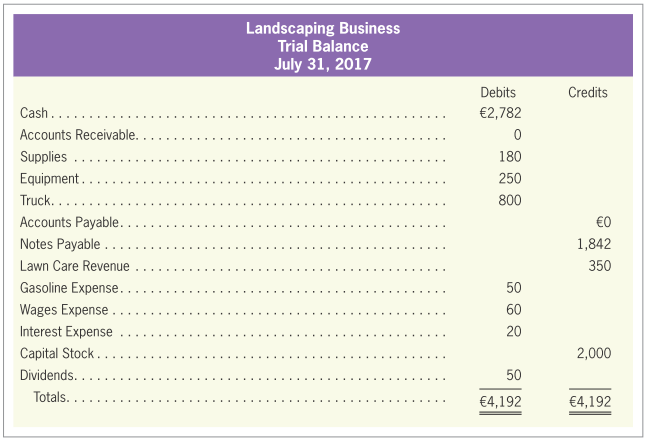 Landscaping Business
Trial Balance
July 31, 2017
Debits Credits
Cash . . . . . . . . . . . . . . . . . . . . €2,782
Accounts Receivable. . . . . . . . . . . . . . . . . . . . 0
Supplies . . . . . . . . . . . . . . . . . . . . 180
Equipment . . . . . . . . . . . . . . . . . . . . 250
Truck. . . . . . . . . . . . . . . . . . . . 800
Accounts Payable. . . . . . . . . . . . . . . . . . . . €0
Notes Payable . . . . . . . . . . . . . . . . . . . . 1,842
Lawn Care Revenue . . . . . . . . . . . . . . . . . . . . 350
Gasoline Expense. . . . . . . . . . . . . . . . . . . . 50
Wages Expense . . . . . . . . . . . . . . . . . . . . 60
Interest Expense . . . . . . . . . . . . . . . . . . . . 20
Capital Stock . . . . . . . . . . . . . . . . . . . . 2,000
Dividends. . . . . . . . . . . . . . . . . . . . 50
Totals. . . . . . . . . . . . . . . . . . . . €4,192 €4,192